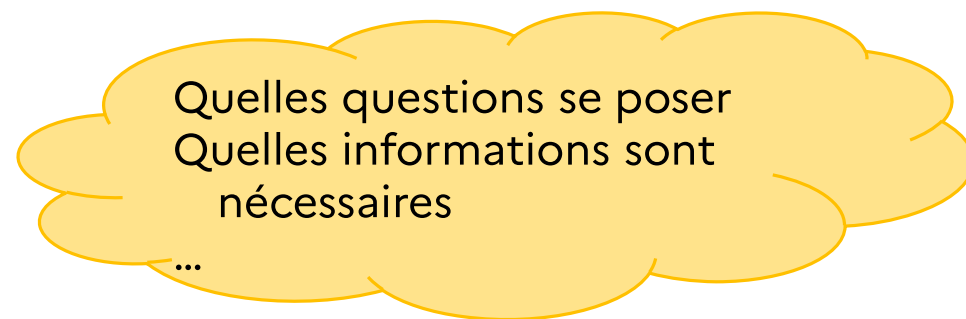 Quelles questions se poser
Quelles informations sont
nécessaires
...